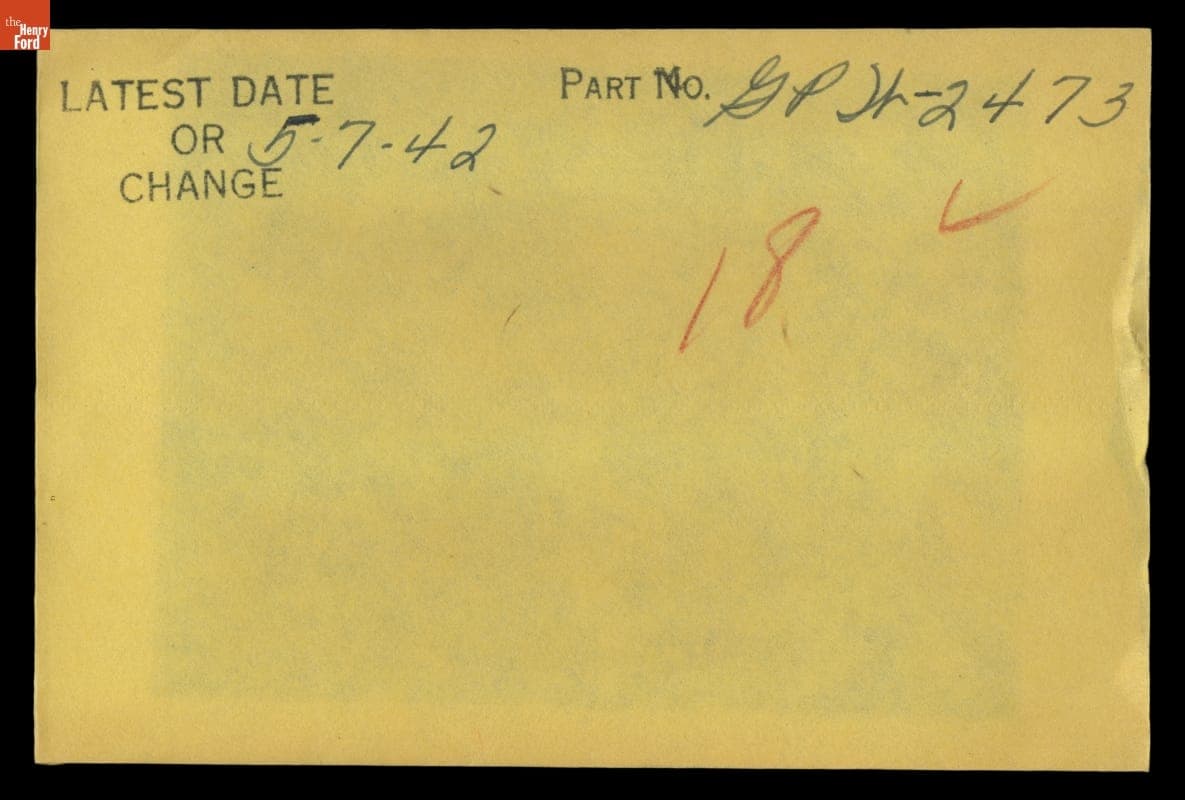 the
Henry
Ford
LATEST DATE
OR 5-7-42
CHANGE
PART NO. GPW-2473
18 ✓